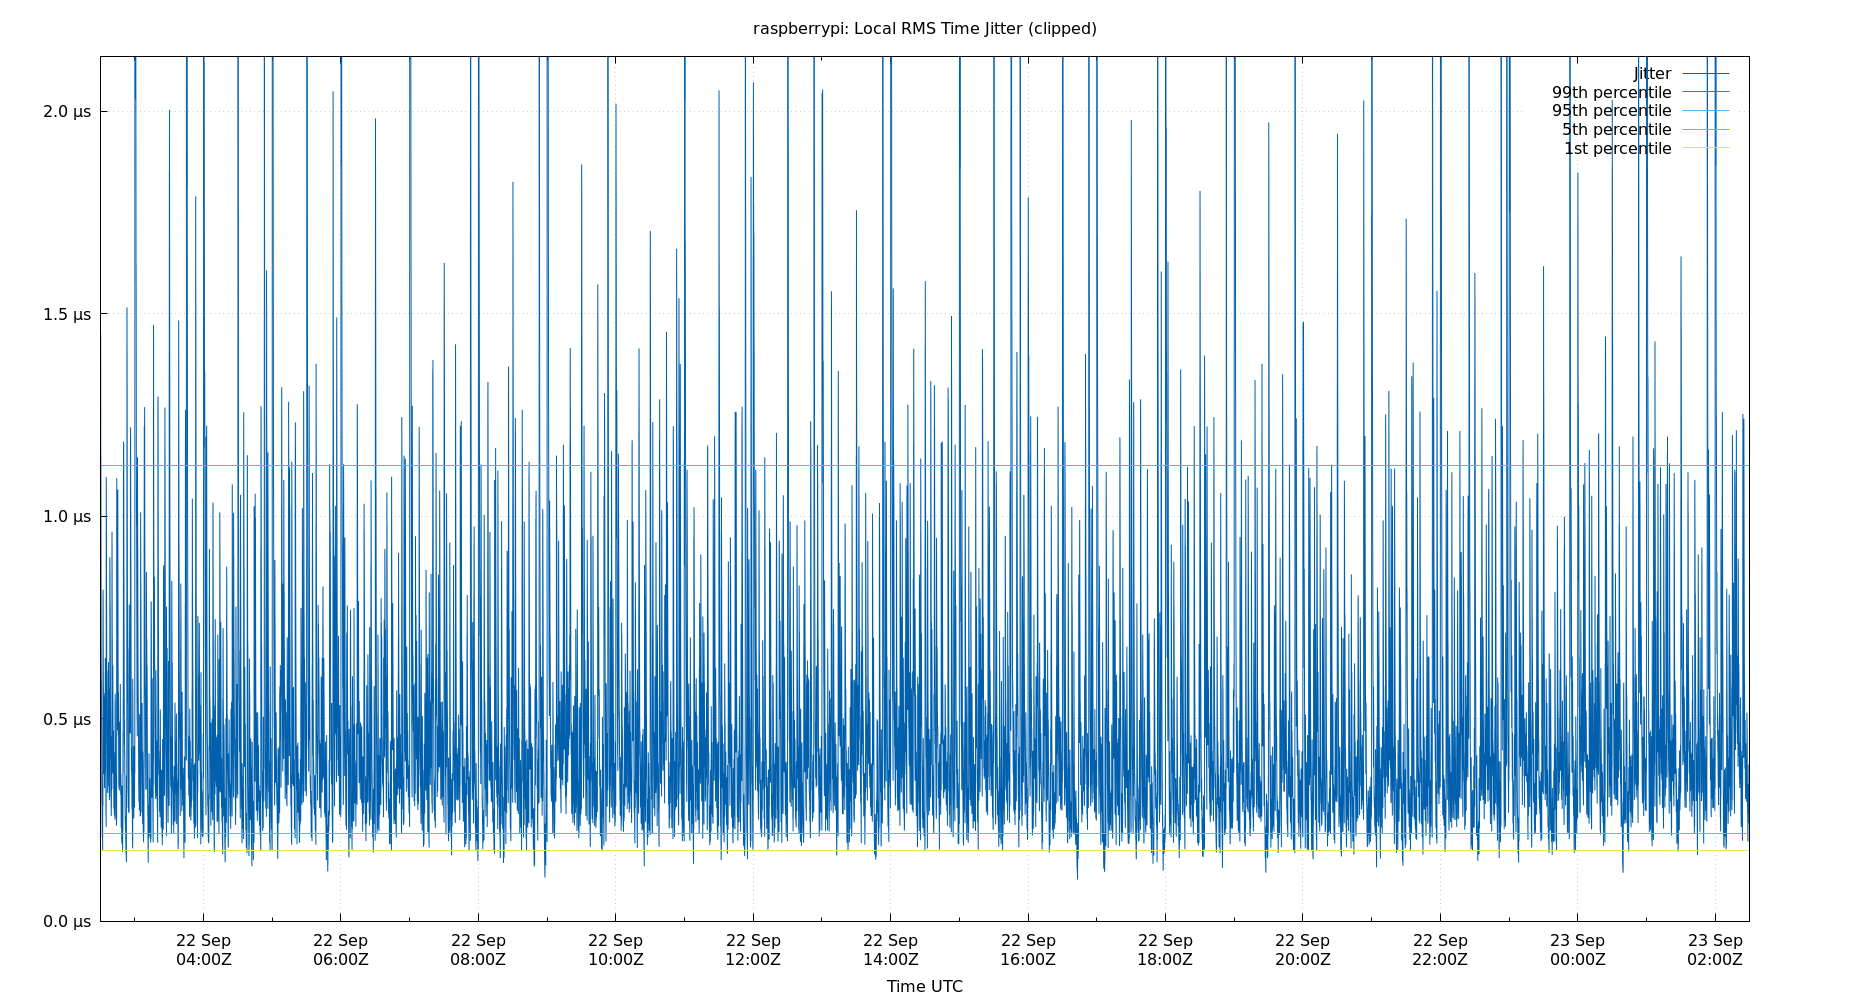 raspberrypi: Local RMS Time Jitter (clipped)
Jitter
99th percentile
95th percentile
5th percentile
1st percentile
2.0 µs
1.5 µs
1.0 µs
0.5 µs
0.0 µs
22 Sep 22 Sep 22 Sep 22 Sep 22 Sep 22 Sep 22 Sep 22 Sep 22 Sep 22 Sep 23 Sep 23 Sep
04:00Z 06:00Z 08:00Z 10:00Z 12:00Z 14:00Z 16:00Z 18:00Z 20:00Z 22:00Z 00:00Z 02:00Z
Time UTC